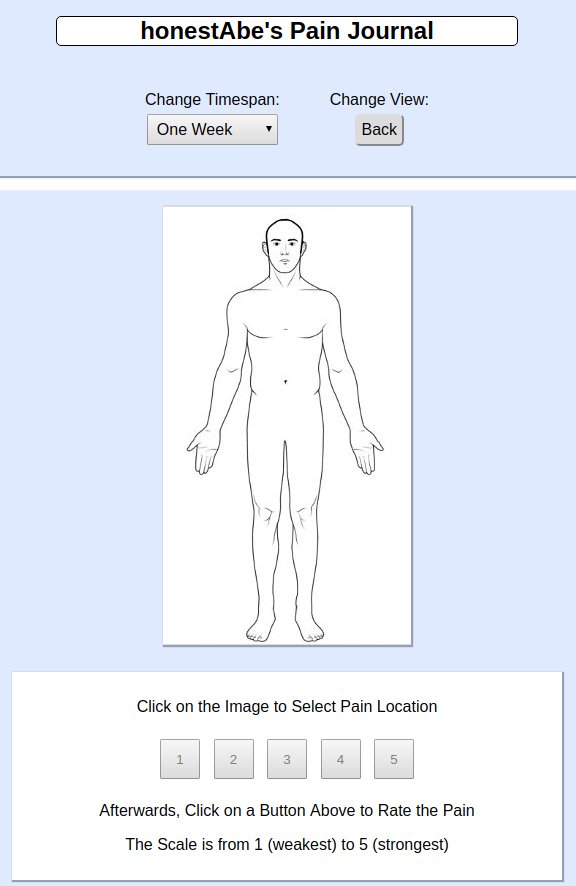 honestAbe's Pain Journal
Change Timespan: Change View:
One Week Back
Click on the Image to Select Pain Location
1 2 3 4 5
Afterwards, Click on a Button Above to Rate the Pain
The Scale is from 1 (weakest) to 5 (strongest)